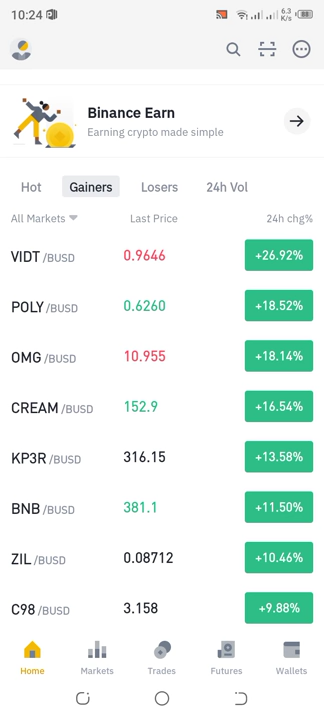 10:24
6.3
K/s
Binance Earn
Earning crypto made simple
Hot Gainers Losers 24h Vol
All Markets Last Price 24h chg%
VIDT /BUSD 0.9646 +26.92%
POLY /BUSD 0.6260 +18.52%
OMG /BUSD 10.955 +18.14%
CREAM /BUSD 152.9 +16.54%
KP3R /BUSD 316.15 +13.58%
BNB /BUSD 381.1 +11.50%
ZIL /BUSD 0.08712 +10.46%
C98 /BUSD 3.158 +9.88%
Home Markets Trades Futures Wallets